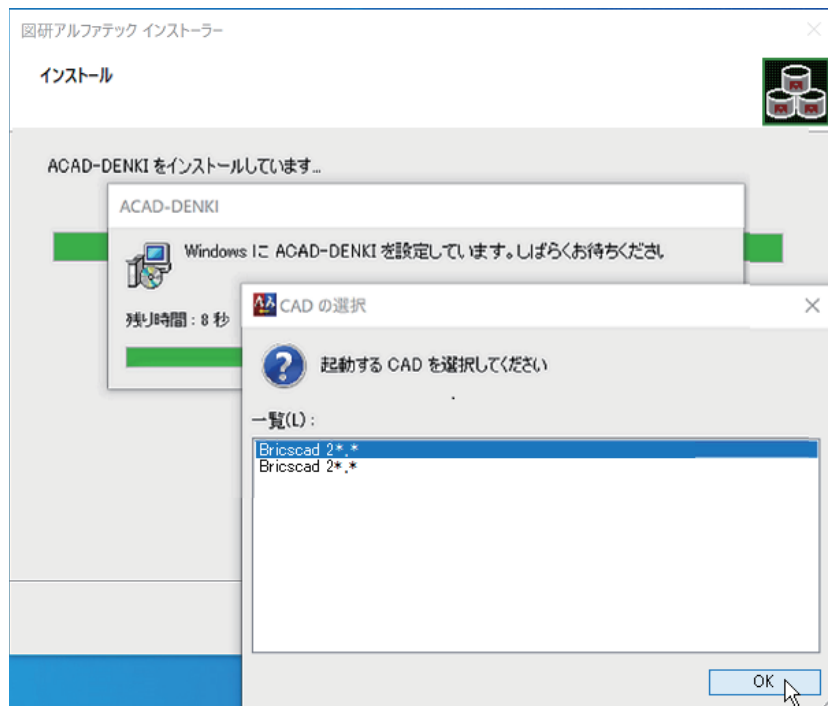 図研アルファテック インストーラー
インストール
ACAD-DENKI をインストールしています...
ACAD-DENKI
Windows に ACAD-DENKI を設定しています。しばらくお待ちくださ
残り時間 : 8 秒
CAD の選択
起動する CAD を選択してください
一覧(L) :
Bricscad 2*.*
Bricscad 2*.*
OK